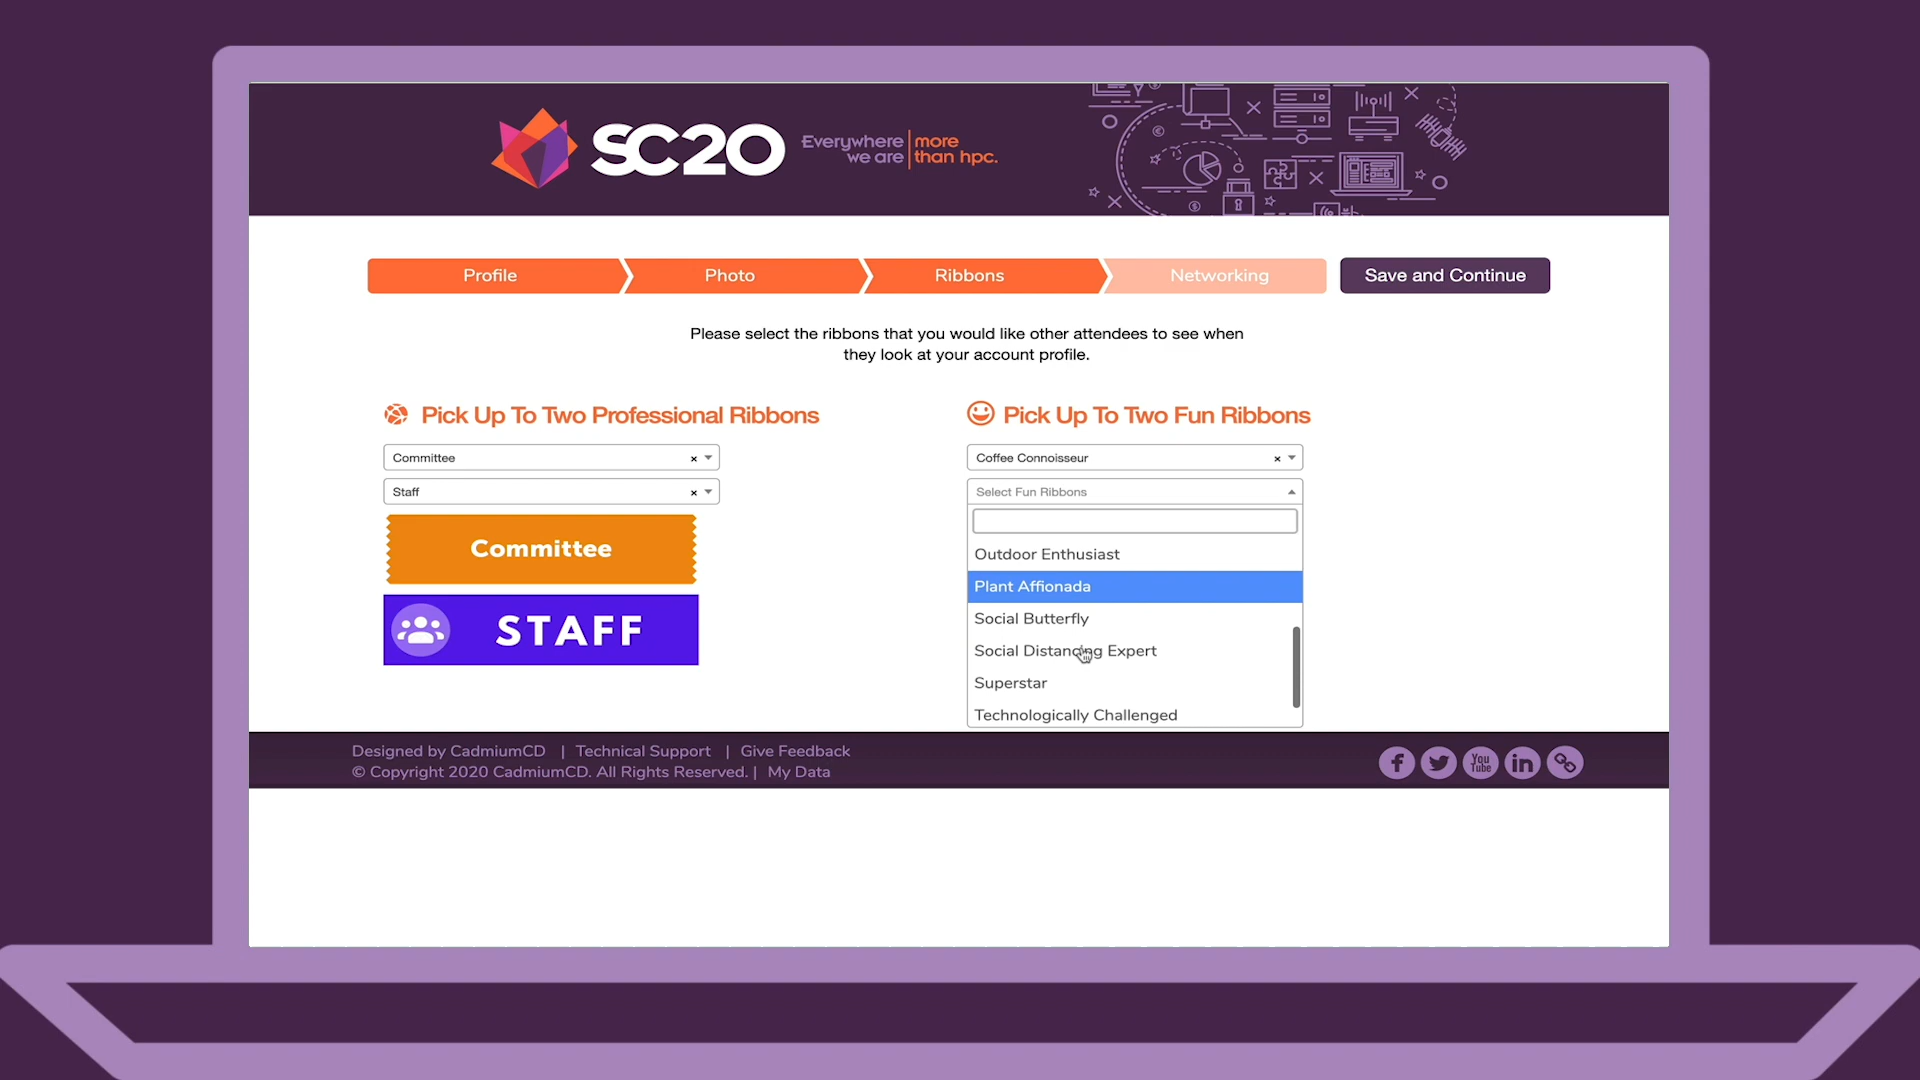 SC20
Everywhere we are
more than hpc.
Profile
Photo
Ribbons
Networking
Save and Continue
Please select the ribbons that you would like other attendees to see when
they look at your account profile.
Pick Up To Two Professional Ribbons
Committee × 
Staff ×
Committee
STAFF
Pick Up To Two Fun Ribbons
Coffee Connoisseur ×
Select Fun Ribbons
Outdoor Enthusiast
Plant Affionada
Social Butterfly
Social Distancing Expert
Superstar
Technologically Challenged
Designed by CadmiumCD | Technical Support | Give Feedback
© Copyright 2020 CadmiumCD. All Rights Reserved. | My Data
You
Tube
in